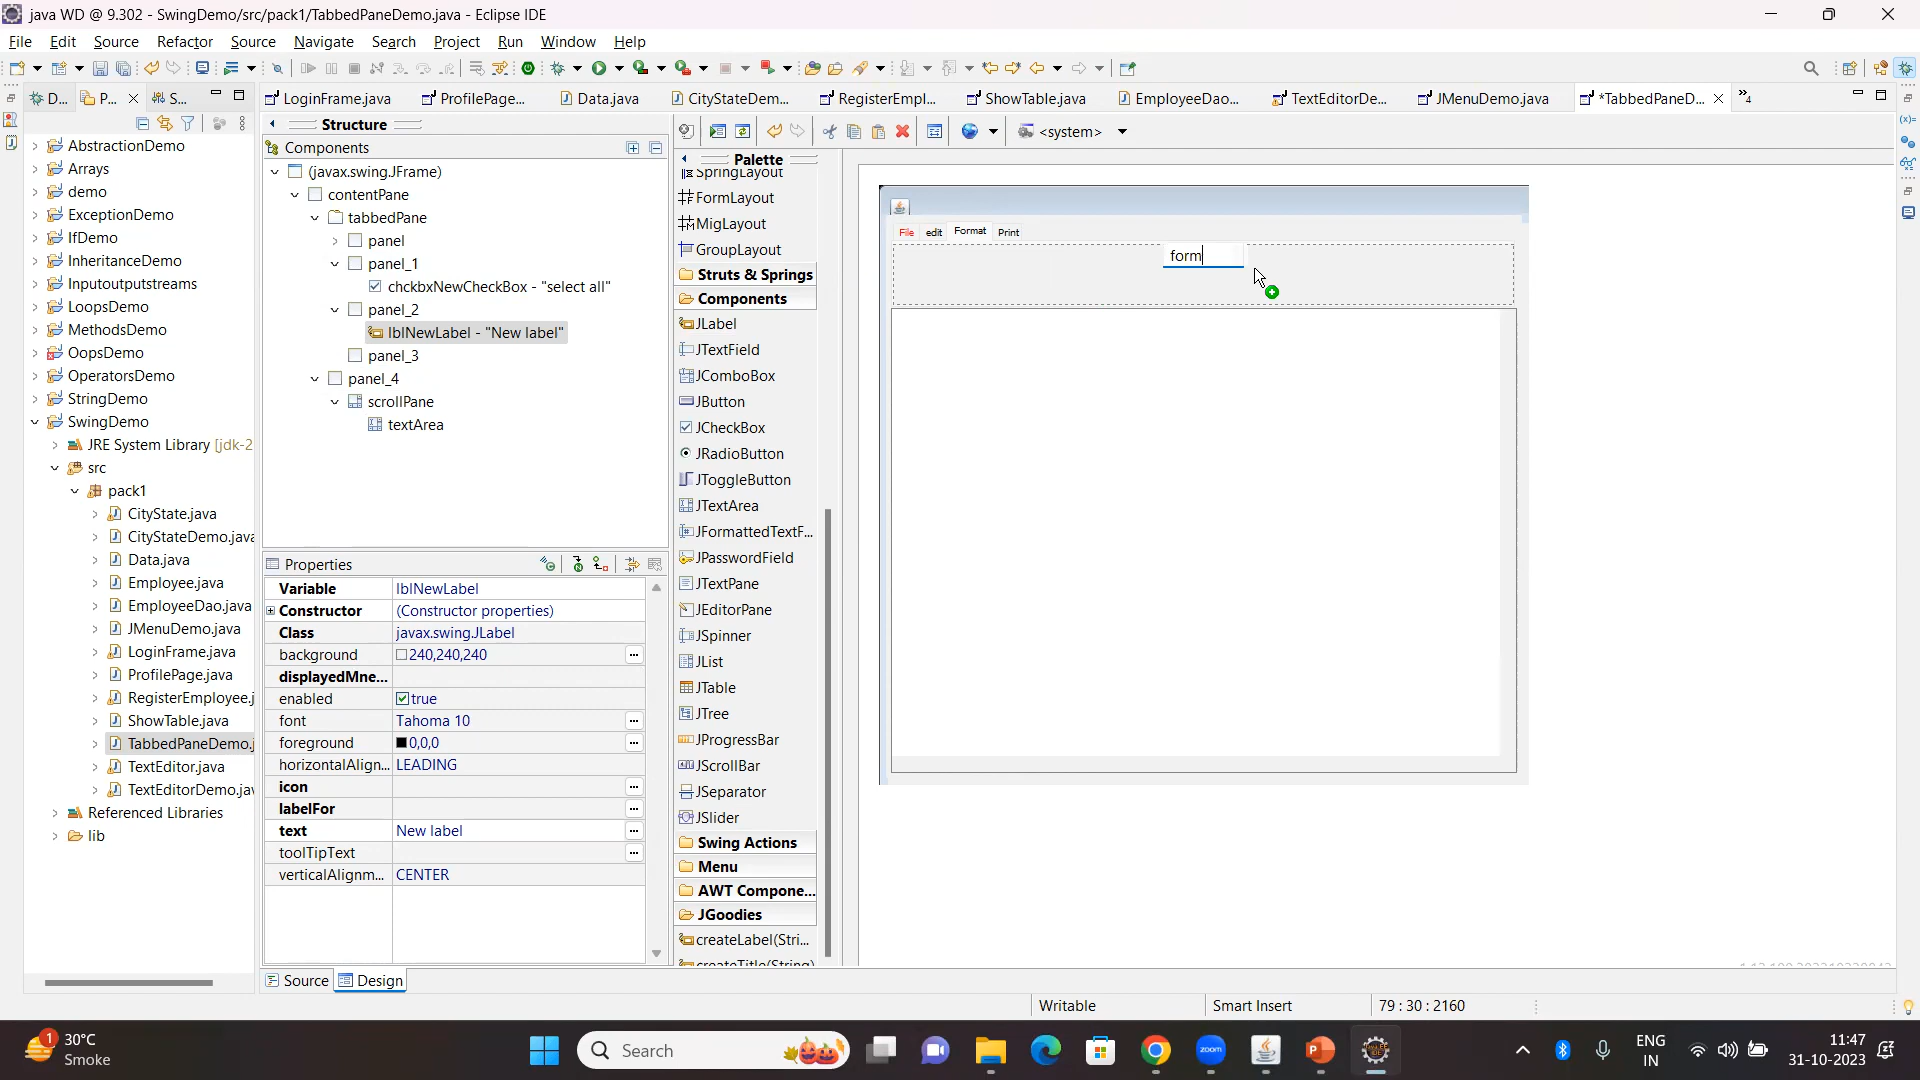 java WD @ 9.302 - SwingDemo/src/pack1/TabbedPaneDemo.java - Eclipse IDE
File Edit Source Refactor Source Navigate Search Project Run Window Help
D... P... S...
LoginFrame.java ProfilePage... Data.java CityStateDem... RegisterEmpl... ShowTable.java EmployeeDao... TextEditorDe... JMenuDemo.java *TabbedPaneD... »4
AbstractionDemo
Arrays
demo
ExceptionDemo
IfDemo
InheritanceDemo
Inputoutputstreams
LoopsDemo
MethodsDemo
OopsDemo
OperatorsDemo
StringDemo
SwingDemo
JRE System Library [jdk-2
src
pack1
CityState.java
CityStateDemo.java
Data.java
Employee.java
EmployeeDao.java
JMenuDemo.java
LoginFrame.java
ProfilePage.java
RegisterEmployee.j
ShowTable.java
TabbedPaneDemo.j
TextEditor.java
TextEditorDemo.jav
Referenced Libraries
lib
Structure
Components
(javax.swing.JFrame)
contentPane
tabbedPane
panel
panel_1
chckbxNewCheckBox - "select all"
panel_2
lblNewLabel - "New label"
panel_3
panel_4
scrollPane
textArea
Properties
Variable lblNewLabel
Constructor (Constructor properties)
Class javax.swing.JLabel
background 240,240,240
displayedMne...
enabled true
font Tahoma 10
foreground 0,0,0
horizontalAlign... LEADING
icon
labelFor
text New label
toolTipText
verticalAlignm... CENTER
Source Design
<system>
Palette
SpringLayout
FormLayout
MigLayout
GroupLayout
Struts & Springs
Components
JLabel
JTextField
JComboBox
JButton
JCheckBox
JRadioButton
JToggleButton
JTextArea
JFormattedTextF...
JPasswordField
JTextPane
JEditorPane
JSpinner
JList
JTable
JTree
JProgressBar
JScrollBar
JSeparator
JSlider
Swing Actions
Menu
AWT Compone...
JGoodies
createLabel(Stri...
createTitle(String)
File edit Format Print
form
Writable Smart Insert 79 : 30 : 2160
1
30°C
Smoke
Search
zoom
ENG
IN
11:47
31-10-2023